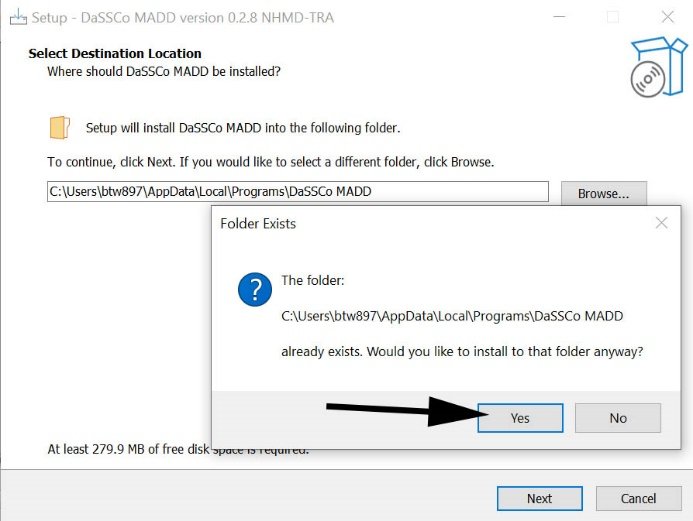 Setup - DaSSCo MADD version 0.2.8 NHMD-TRA
Select Destination Location
Where should DaSSCo MADD be installed?
Setup will install DaSSCo MADD into the following folder.
To continue, click Next. If you would like to select a different folder, click Browse.
C:\Users\btw897\AppData\Local\Programs\DaSSCo MADD
Browse...
Folder Exists
The folder:
C:\Users\btw897\AppData\Local\Programs\DaSSCo MADD
already exists. Would you like to install to that folder anyway?
Yes
No
At least 279.9 MB of free disk space is required.
Next
Cancel